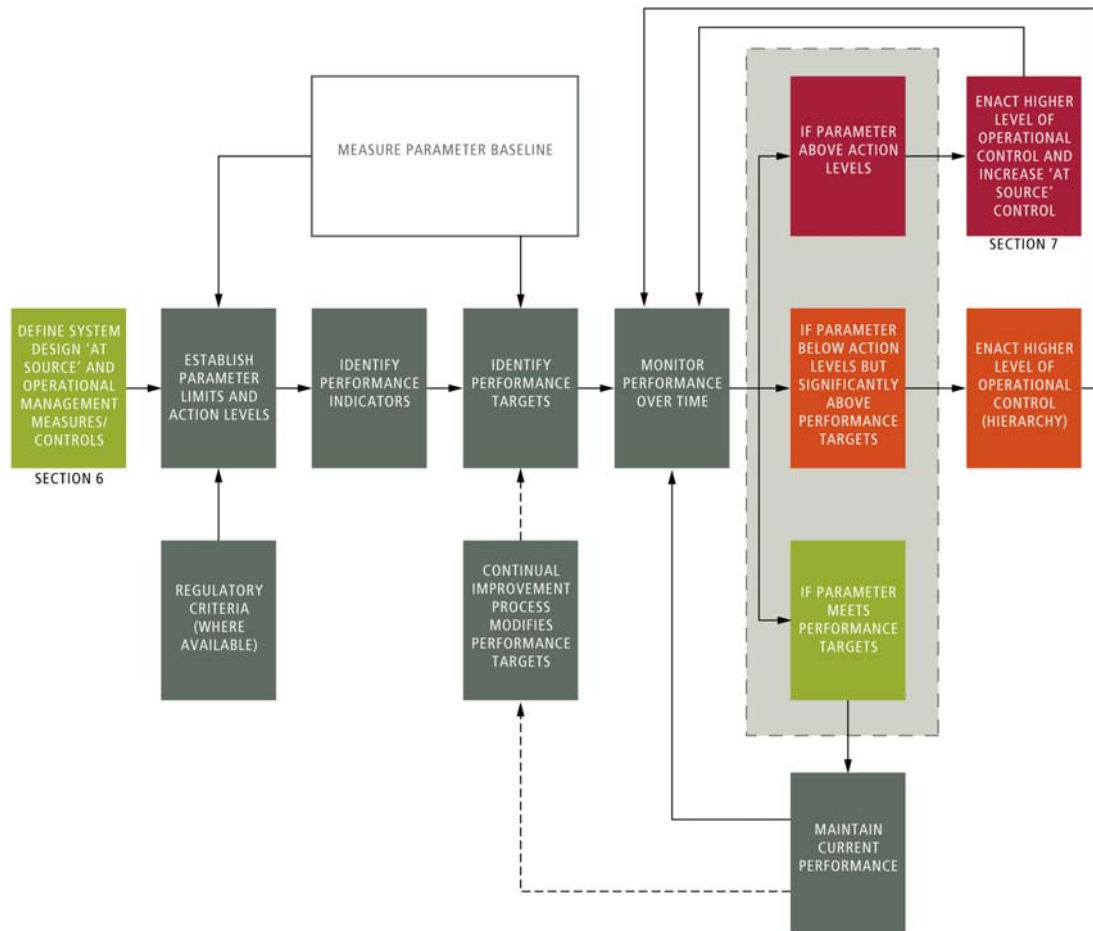 MEASURE PARAMETER BASELINE
IF PARAMETER
ABOVE ACTION
LEVELS
ENACT HIGHER
LEVEL OF
OPERATIONAL
CONTROL AND
INCREASE ‘AT
SOURCE’
CONTROL
SECTION 7
DEFINE SYSTEM
DESIGN ‘AT
SOURCE’ AND
OPERATIONAL
MANAGEMENT
MEASURES/
CONTROLS
SECTION 6
ESTABLISH
PARAMETER
LIMITS AND
ACTION LEVELS
IDENTIFY
PERFORMANCE
INDICATORS
IDENTIFY
PERFORMANCE
TARGETS
MONITOR
PERFORMANCE
OVER TIME
IF PARAMETER
BELOW ACTION
LEVELS BUT
SIGNIFICANTLY
ABOVE
PERFORMANCE
TARGETS
ENACT HIGHER
LEVEL OF
OPERATIONAL
CONTROL
(HIERARCHY)
REGULATORY
CRITERIA
(WHERE
AVAILABLE)
CONTINUAL
IMPROVEMENT
PROCESS
MODIFIES
PERFORMANCE
TARGETS
IF PARAMETER
MEETS
PERFORMANCE
TARGETS
MAINTAIN
CURRENT
PERFORMANCE